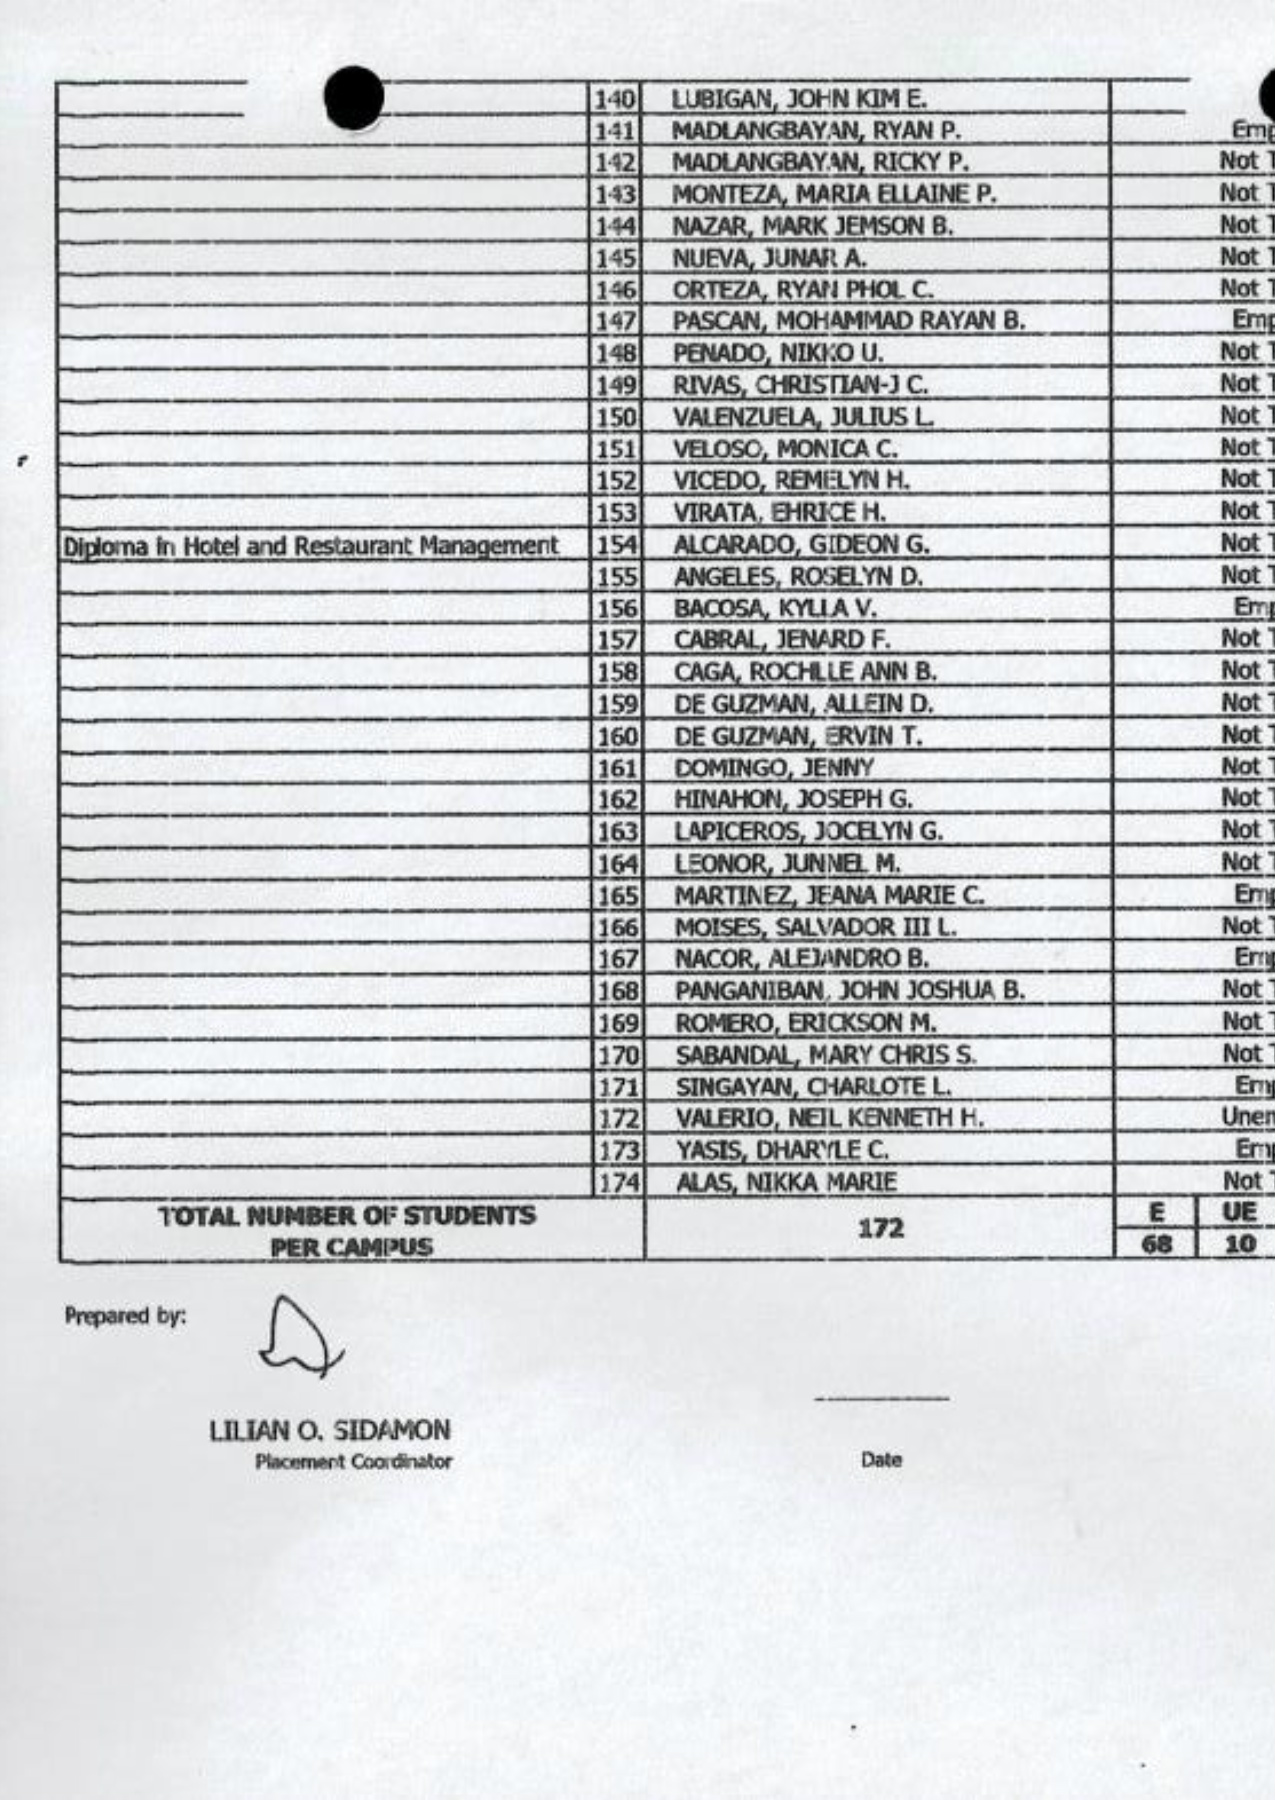 140 LUBIGAN, JOHN KIM E.
141 MADLANGBAYAN, RYAN P. Emp
142 MADLANGBAYAN, RICKY P. Not T
143 MONTEZA, MARIA ELLAINE P. Not T
144 NAZAR, MARK JEMSON B. Not T
145 NUEVA, JUNAR A. Not T
146 ORTEZA, RYAN PHOL C. Not T
147 PASCAN, MOHAMMAD RAYAN B. Emp
148 PENADO, NIKKO U. Not T
149 RIVAS, CHRISTIAN-J C. Not T
150 VALENZUELA, JULIUS L. Not T
151 VELOSO, MONICA C. Not T
152 VICEDO, REMELYN H. Not T
153 VIRATA, EHRICE H. Not T
Diploma in Hotel and Restaurant Management 154 ALCARADO, GIDEON G. Not T
155 ANGELES, ROSELYN D. Not T
156 BACOSA, KYLLA V. Emp
157 CABRAL, JENARD F. Not T
158 CAGA, ROCHLLE ANN B. Not T
159 DE GUZMAN, ALLEIN D. Not T
160 DE GUZMAN, ERVIN T. Not T
161 DOMINGO, JENNY Not T
162 HINAHON, JOSEPH G. Not T
163 LAPICEROS, JOCELYN G. Not T
164 LEONOR, JUNNEL M. Not T
165 MARTINEZ, JEANA MARIE C. Emp
166 MOISES, SALVADOR III L. Not T
167 NACOR, ALEJANDRO B. Emp
168 PANGANIBAN, JOHN JOSHUA B. Not T
169 ROMERO, ERICKSON M. Not T
170 SABANDAL, MARY CHRIS S. Not T
171 SINGAYAN, CHARLOTE L. Emp
172 VALERIO, NEIL KENNETH H. Unem
173 YASIS, DHARYLE C. Emp
174 ALAS, NIKKA MARIE Not T
TOTAL NUMBER OF STUDENTS
PER CAMPUS
172
E UE
68 10
Prepared by:
LILIAN O. SIDAMON
Placement Coordinator
Date